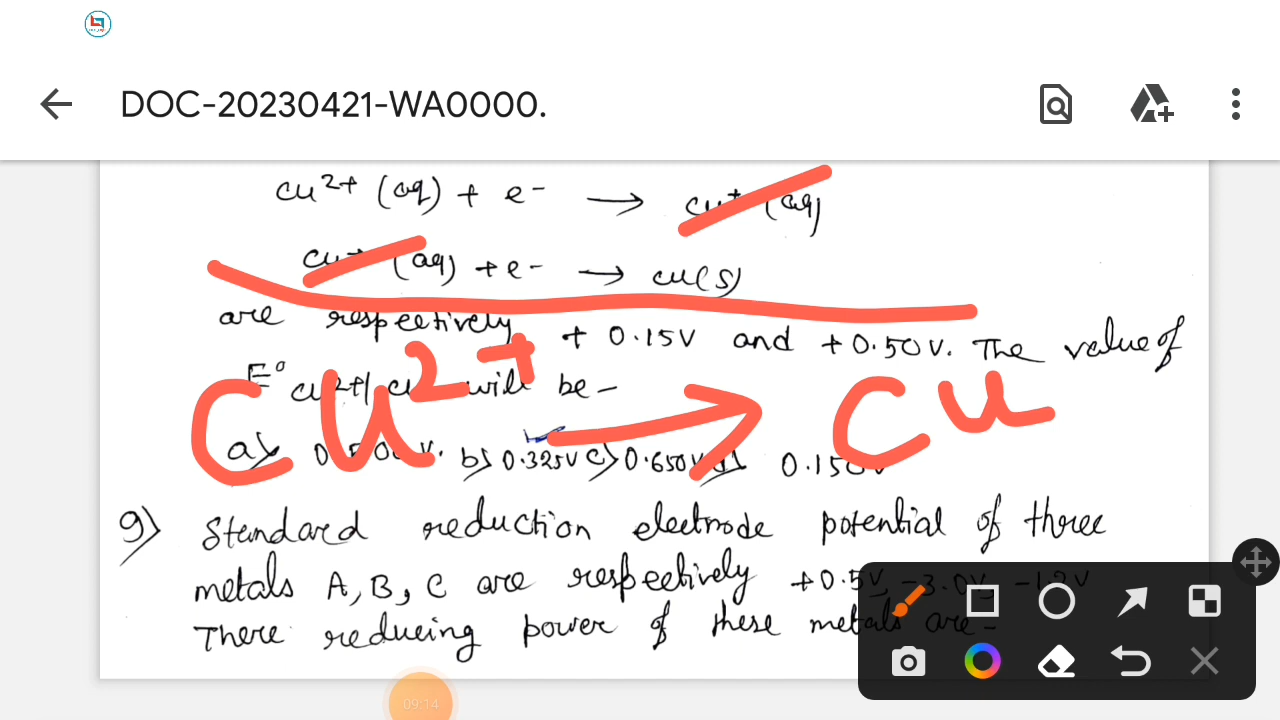 DOC-20230421-WA0000.
cu²⁺ (aq) + e⁻ → cu⁺ (aq)
cu⁺ (aq) + e⁻ → cu(s)
are respectively + 0.15V and +0.50V. The value of
E° cu2+/cu will be -
Cu²⁺ → Cu
a) V. b) 0.325V c) 0.650V d) 0.150V
9) Standard reduction electrode potential of three
metals A, B, C are respectively +0.5V, -3.0V, -1.2V
There reducing power of these metals are-
09:14